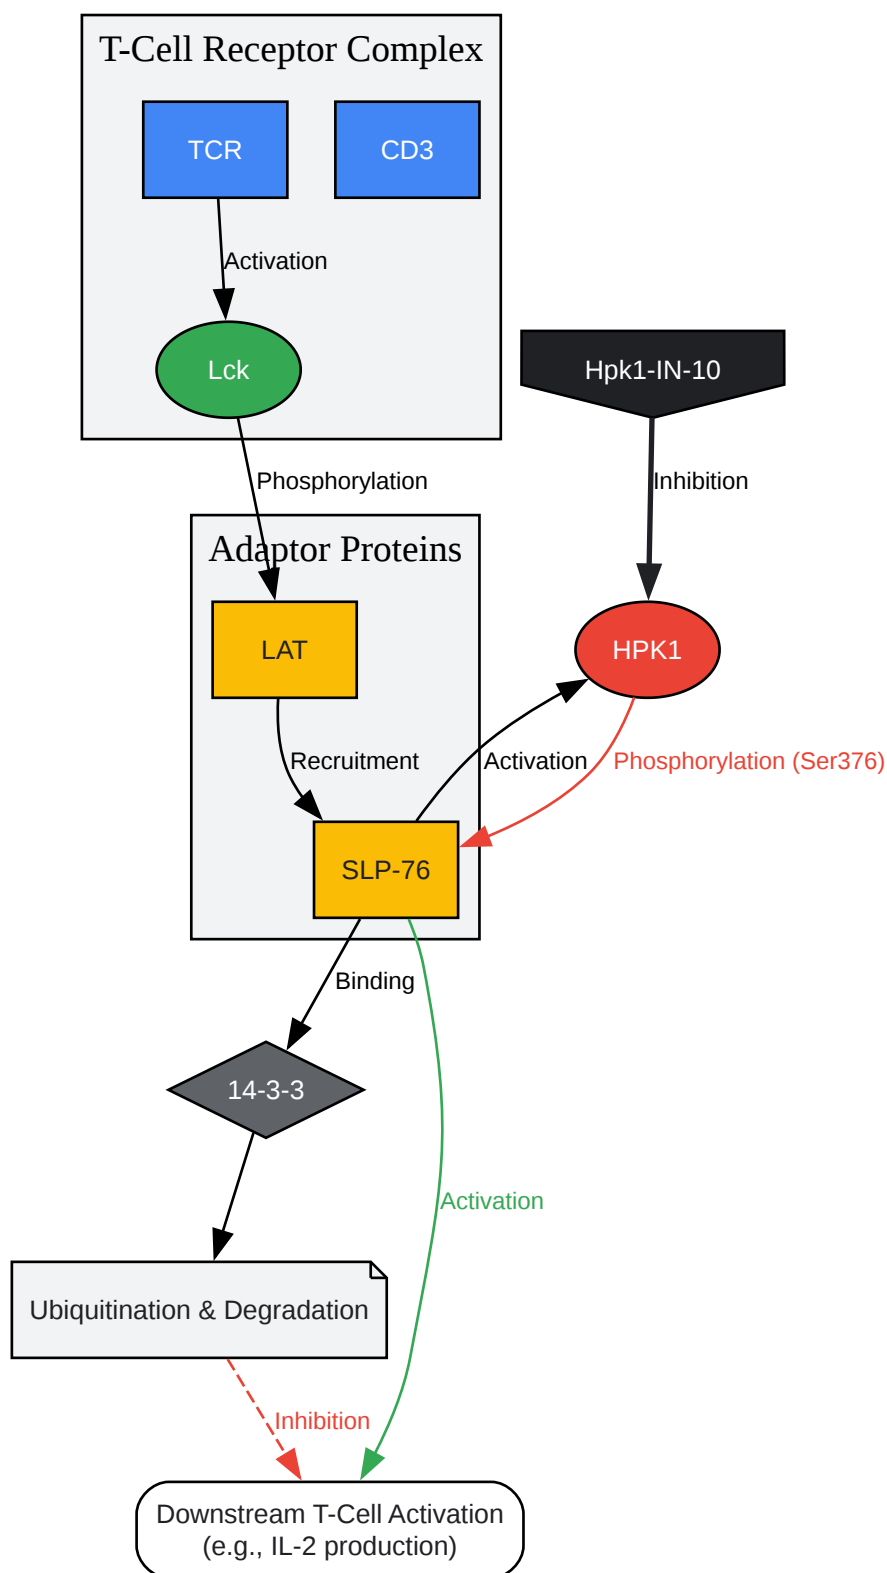 T-Cell Receptor Complex
TCR
CD3
Activation
Lck
Hpk1-IN-10
Phosphorylation
Inhibition
Adaptor Proteins
LAT
HPK1
Recruitment
Activation
Phosphorylation (Ser376)
SLP-76
Binding
14-3-3
Activation
Ubiquitination & Degradation
Inhibition
Downstream T-Cell Activation
(e.g., IL-2 production)